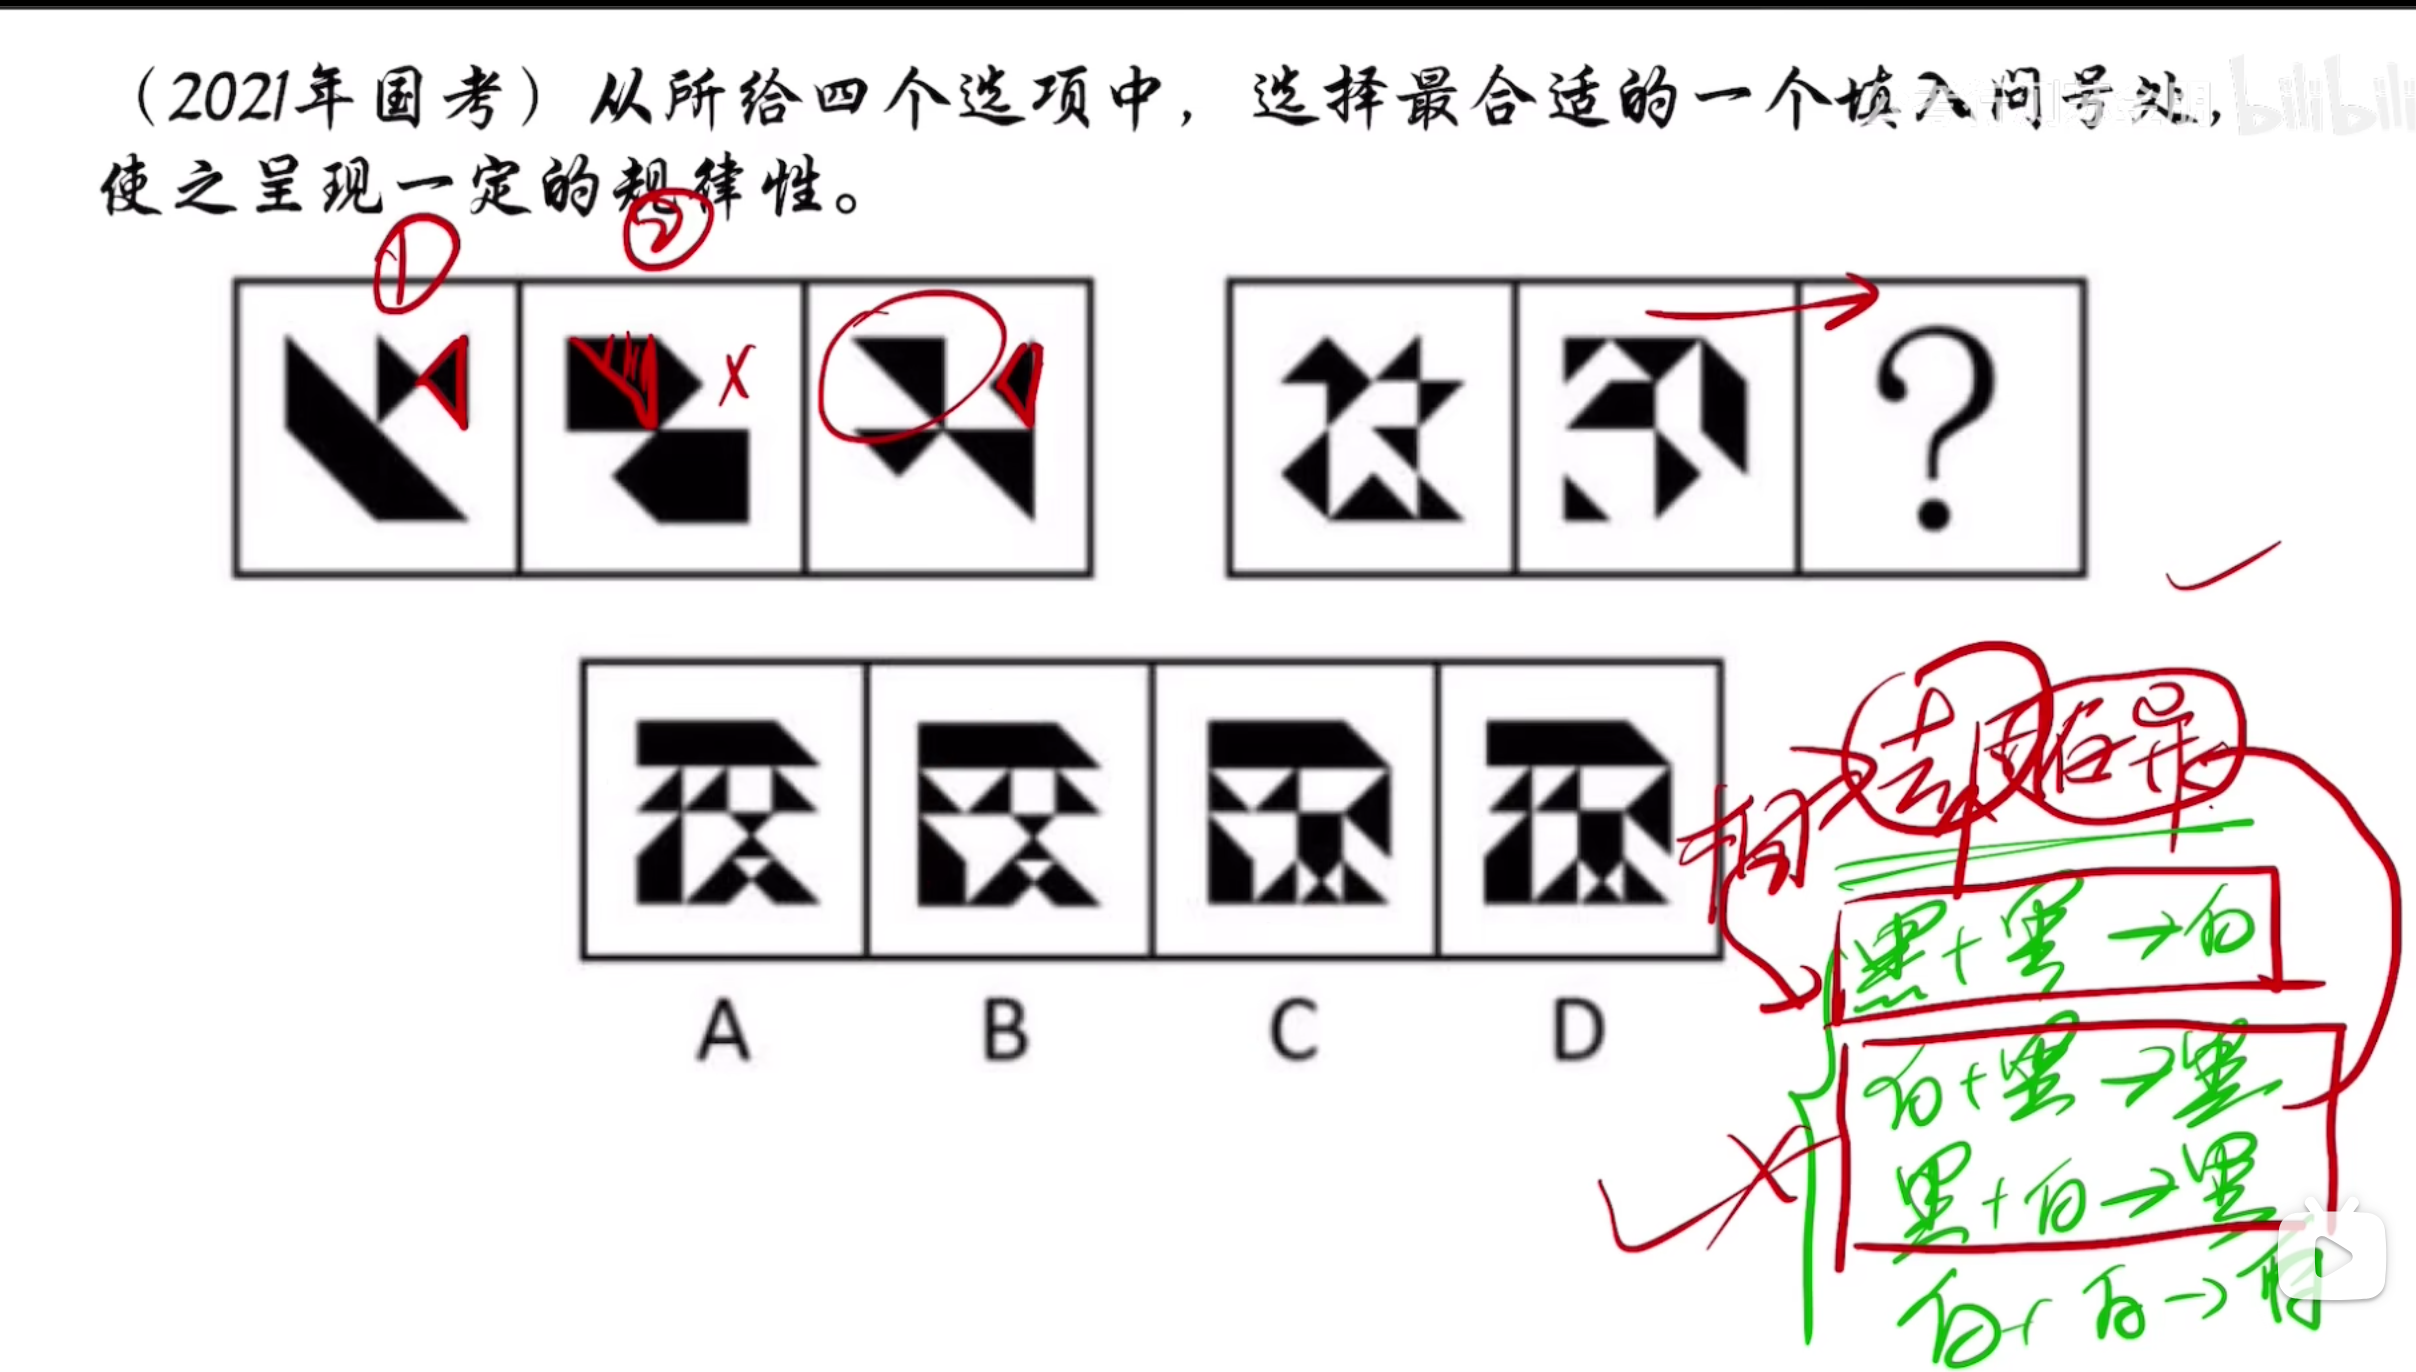 （2021年国考）从所给四个选项中，选择最合适的一个填入问号处，
bilibili
使之呈现一定的规律性。
① ②
x
?
去同存异
相
A B C D
黑+黑→白
白+黑→黑
黑+白→黑
白+白→白